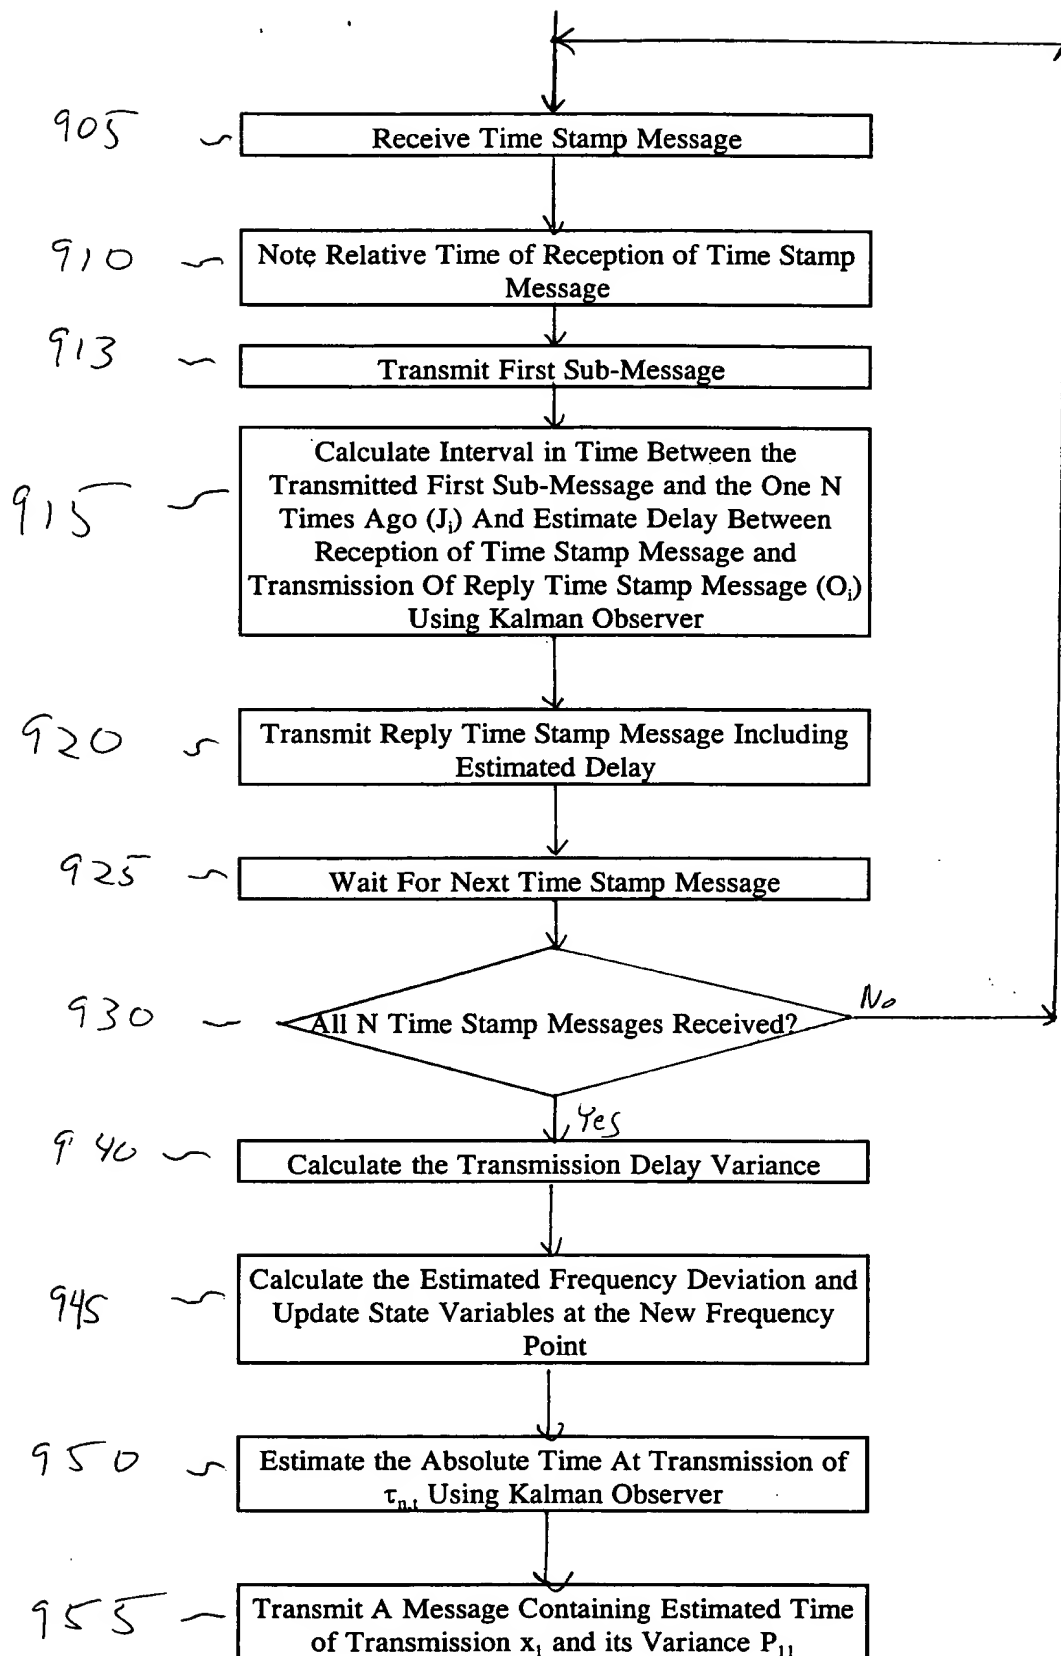 905
Receive Time Stamp Message
910
Note Relative Time of Reception of Time Stamp
Message
913
Transmit First Sub-Message
915
Calculate Interval in Time Between the
Transmitted First Sub-Message and the One N
Times Ago (Jᵢ) And Estimate Delay Between
Reception of Time Stamp Message and
Transmission Of Reply Time Stamp Message (Oᵢ)
Using Kalman Observer
920
Transmit Reply Time Stamp Message Including
Estimated Delay
925
Wait For Next Time Stamp Message
930
All N Time Stamp Messages Received?
No
Yes
940
Calculate the Transmission Delay Variance
945
Calculate the Estimated Frequency Deviation and
Update State Variables at the New Frequency
Point
950
Estimate the Absolute Time At Transmission of
τₙ,ₜ Using Kalman Observer
955
Transmit A Message Containing Estimated Time
of Transmission x₁ and its Variance P₁₁